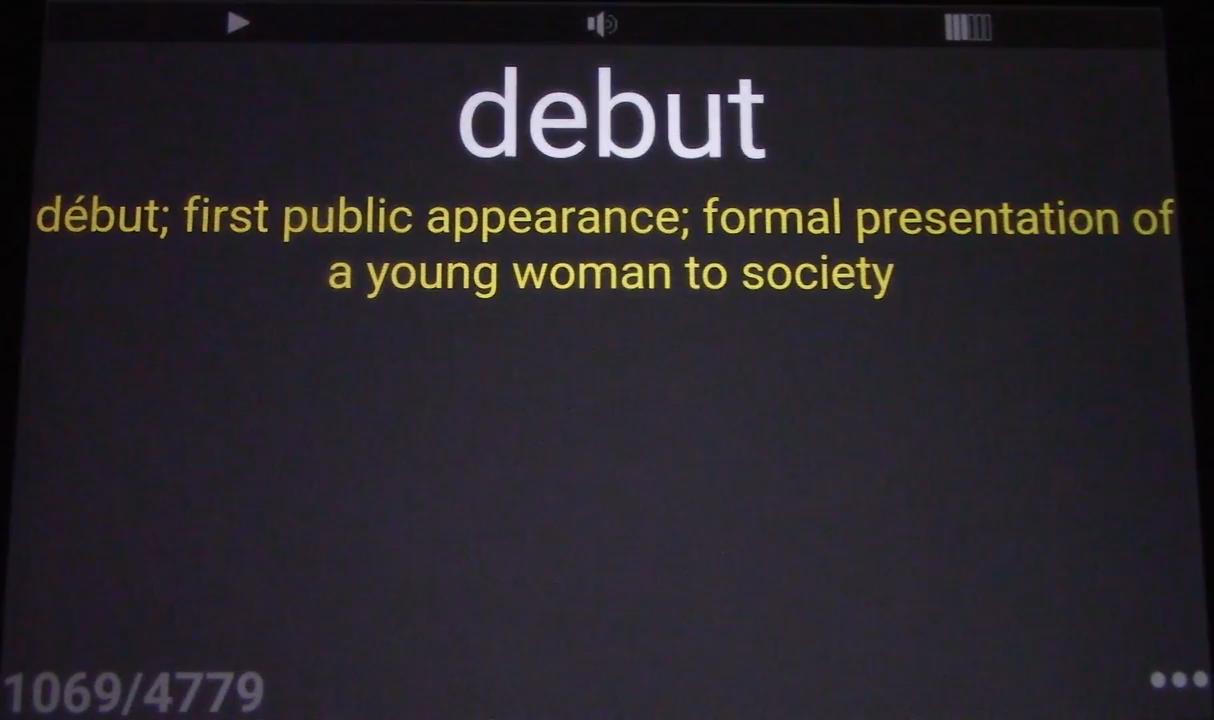 debut
début; first public appearance; formal presentation of
a young woman to society
1069/4779